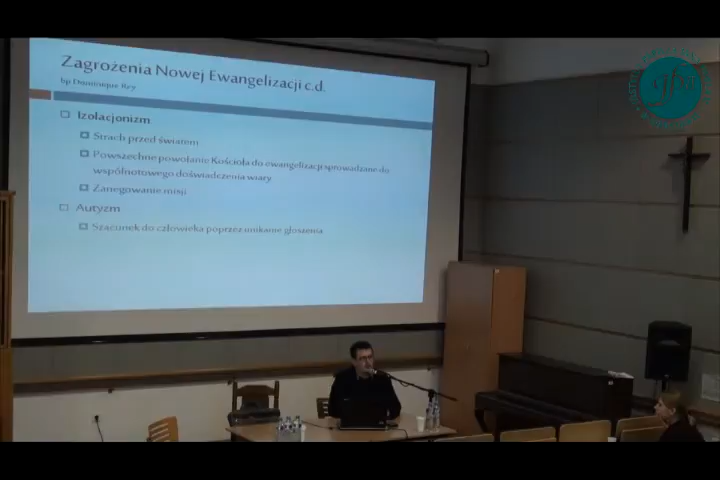 Zagrożenia Nowej Ewangelizacji c.d.
bp Dominique Rey
Izolacjonizm
Strach przed światem
Powszechne powołanie Kościoła do ewangelizacji sprowadzane do
wspólnotowego doświadczenia wiary
Zanegowanie misji
Autyzm
Szacunek do człowieka poprzez unikanie głoszenia